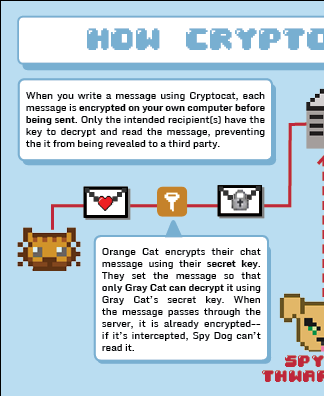 HOW CRYPTO
When you write a message using Cryptocat, each
message is encrypted on your own computer before
being sent. Only the intended recipient(s) have the
key to decrypt and read the message, preventing
the it from being revealed to a third party.
Orange Cat encrypts their chat
message using their secret key.
They set the message so that
only Gray Cat can decrypt it using
Gray Cat's secret key. When
the message passes through the
server, it is already encrypted--
if it's intercepted, Spy Dog can't
read it.
SPY
THWAR